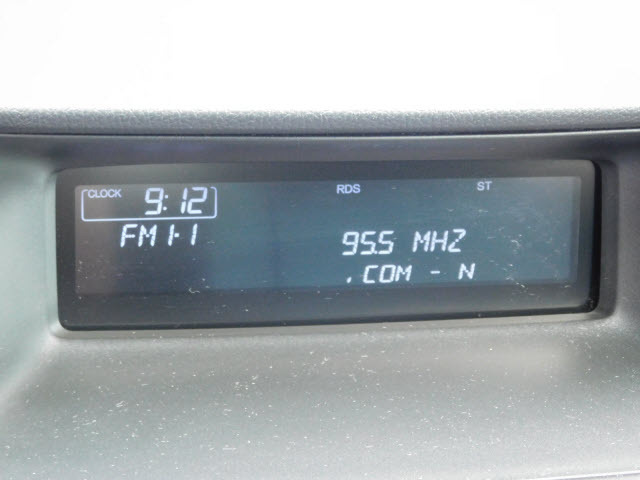 CLOCK 9:12 RDS ST
FM1-1 95.5 MHZ
.COM - N